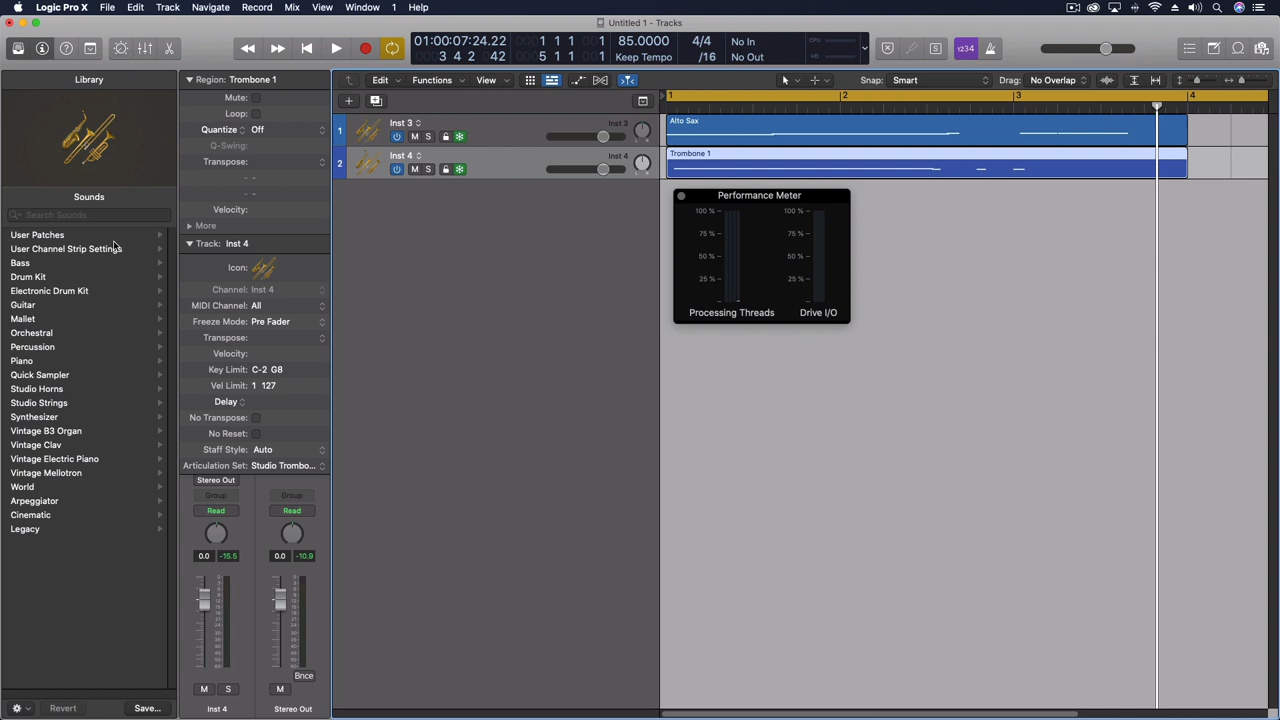 Logic Pro X File Edit Track Navigate Record Mix View Window 1 Help
Untitled 1 - Tracks
01:00:07:24.22 1 1 1 1 85.0000 4/4 No In CPU
3 4 2 42 5 1 1 1 Keep Tempo /16 No Out HD
1234
Library
Region: Trombone 1
Edit Functions View
Snap: Smart Drag: No Overlap
Mute:
Loop:
Quantize Off
Q-Swing:
Transpose:
- -
- -
Velocity:
More
Track: Inst 4
Icon:
Channel: Inst 4
MIDI Channel: All
Freeze Mode: Pre Fader
Transpose:
Velocity:
Key Limit: C-2 G8
Vel Limit: 1 127
Delay
No Transpose:
No Reset:
Staff Style: Auto
Articulation Set: Studio Trombo...
Stereo Out
Group Group
Read Read
0.0 -15.5 0.0 -10.9
Bnce
M S M
Inst 4 Stereo Out
Sounds
Search Sounds
User Patches
User Channel Strip Settings
Bass
Drum Kit
Electronic Drum Kit
Guitar
Mallet
Orchestral
Percussion
Piano
Quick Sampler
Studio Horns
Studio Strings
Synthesizer
Vintage B3 Organ
Vintage Clav
Vintage Electric Piano
Vintage Mellotron
World
Arpeggiator
Cinematic
Legacy
Revert Save...
1 2 3 4
1 Inst 3 Inst 3
M S
2 Inst 4 Inst 4
M S
Alto Sax
Trombone 1
Performance Meter
100 % 100 %
75 % 75 %
50 % 50 %
25 % 25 %
Processing Threads Drive I/O